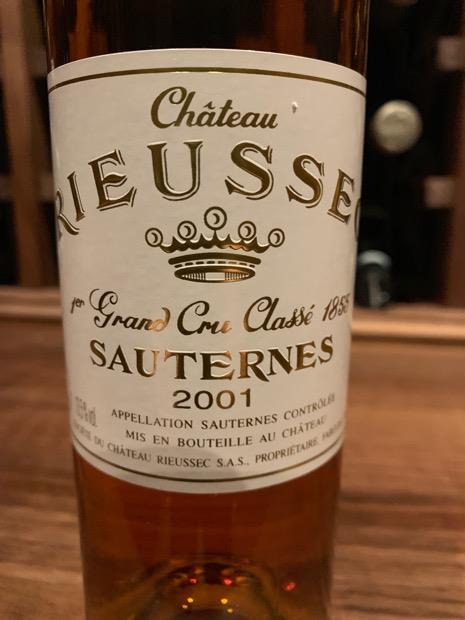 Château
RIEUSSEC
1er Grand Cru Classé 1855
SAUTERNES
2001
APPELLATION SAUTERNES CONTRÔLÉE
MIS EN BOUTEILLE AU CHÂTEAU
DU CHÂTEAU RIEUSSEC S.A.S., PROPRIÉTAIRE,